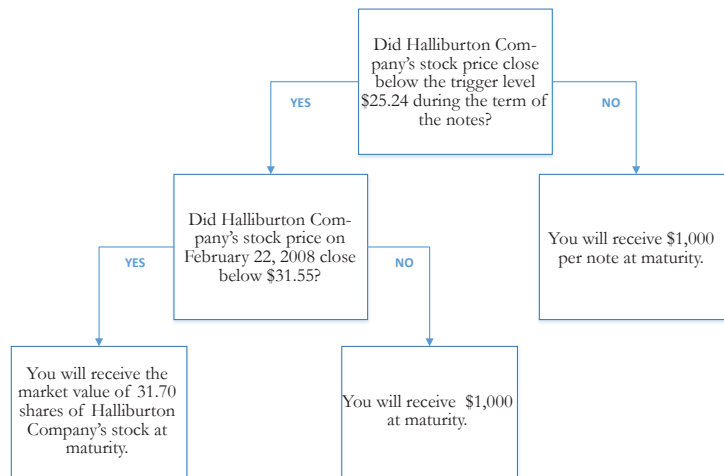 Did Halliburton Com-
pany's stock price close
below the trigger level
$25.24 during the term of
the notes?
YES
NO
Did Halliburton Com-
pany's stock price on
February 22, 2008 close
below $31.55?
You will receive $1,000
per note at maturity.
YES
NO
You will receive the
market value of 31.70
shares of Halliburton
Company's stock at
maturity.
You will receive $1,000
at maturity.